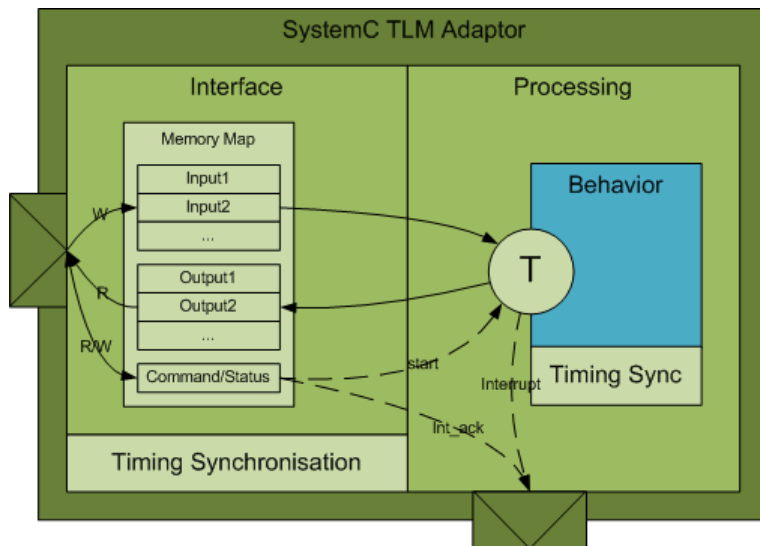 SystemC TLM Adaptor
Interface
Processing
Memory Map
Input1
Input2
...
W
Output1
Output2
...
R
R/W
Command/Status
Behavior
T
Timing Sync
start
Interrupt
Int_ack
Timing Synchronisation